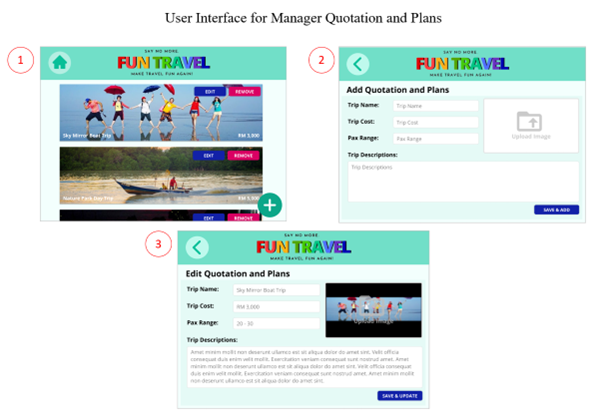 User Interface for Manager Quotation and Plans
1
SAY NO MORE
FUN TRAVEL
MAKE TRAVEL FUN AGAIN!
EDIT
REMOVE
Sky Mirror Boat Trip
RM 3,000
EDIT
REMOVE
Nature Park Day Trip
RM 3,000
EDIT
REMOVE
2
SAY NO MORE
FUN TRAVEL
MAKE TRAVEL FUN AGAIN!
Add Quotation and Plans
Trip Name:
Trip-Name
Trip Cost:
Trip-Cost
Pax Range:
Pax Range
Upload Image
Trip Descriptions:
Trip Descriptions
SAVE & ADD
3
SAY NO MORE
FUN TRAVEL
MAKE TRAVEL FUN AGAIN!
Edit Quotation and Plans
Trip Name:
Sky Mirror Boat Trip
Trip Cost:
RM 3,000
Pax Range:
20 - 30
Upload Image
Trip Descriptions:
Amet minim mollit non deserunt ullamco est sit aliqua dolor do amet sint. Velit officia
consequat duis enim velit mollit. Exercitation veniam consequat sunt nostrud amet. Amet
minim mollit non deserunt ullamco est sit aliqua dolor do amet sint. Velit officia consequat
duis enim velit mollit. Exercitation veniam consequat sunt nostrud amet. Amet minim mollit
non deserunt ullamco est sit aliqua dolor do amet sint.
SAVE & UPDATE